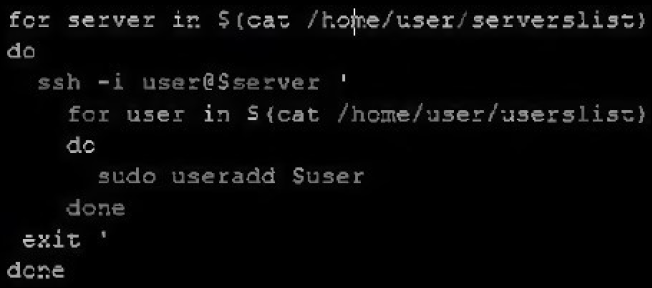 for server in $(cat /home/user/serverslist)
do
ssh -i user@$server '
for user in $(cat /home/user/userslist)
do
sudo useradd $user
done
exit '
done